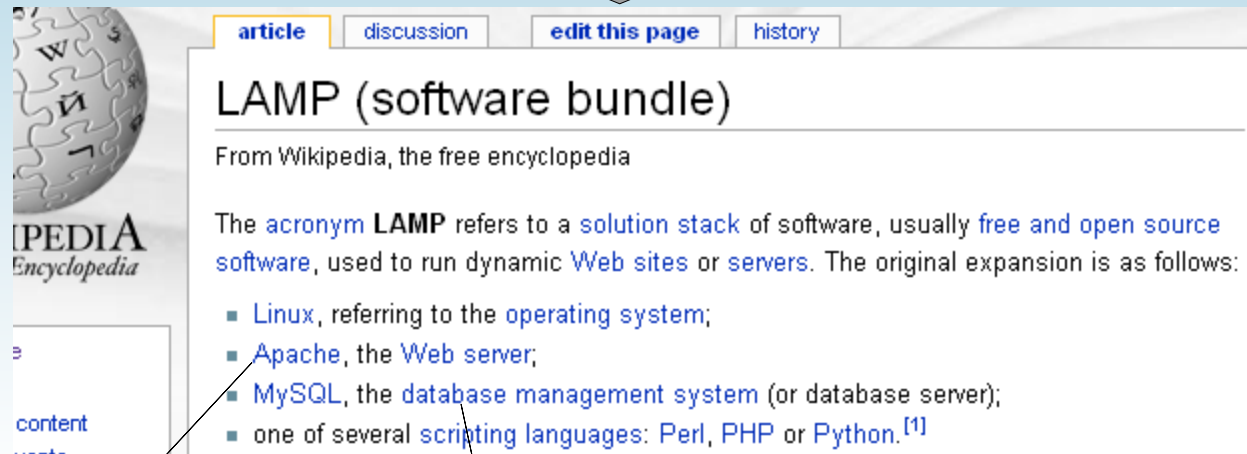 article discussion edit this page history
LAMP (software bundle)
From Wikipedia, the free encyclopedia
The acronym LAMP refers to a solution stack of software, usually free and open source
software, used to run dynamic Web sites or servers. The original expansion is as follows:
Linux, referring to the operating system;
Apache, the Web server;
MySQL, the database management system (or database server);
one of several scripting languages: Perl, PHP or Python.[1]
W
И
IPEDIA
Encyclopedia
e
content